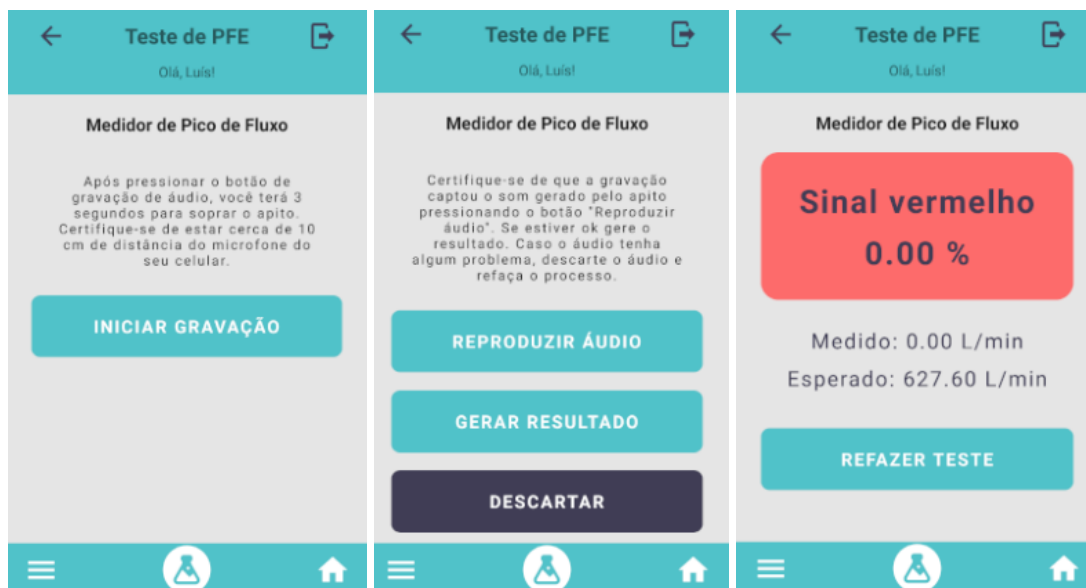 Teste de PFE
Olá, Luís!
Medidor de Pico de Fluxo
Após pressionar o botão de
gravação de áudio, você terá 3
segundos para soprar o apito.
Certifique-se de estar cerca de 10
cm de distância do microfone do
seu celular.
INICIAR GRAVAÇÃO
Teste de PFE
Olá, Luís!
Medidor de Pico de Fluxo
Certifique-se de que a gravação
captou o som gerado pelo apito
pressionando o botão "Reproduzir
áudio". Se estiver ok gere o
resultado. Caso o áudio tenha
algum problema, descarte o áudio e
refaça o processo.
REPRODUZIR ÁUDIO
GERAR RESULTADO
DESCARTAR
Teste de PFE
Olá, Luís!
Medidor de Pico de Fluxo
Sinal vermelho
0.00 %
Medido: 0.00 L/min
Esperado: 627.60 L/min
REFAZER TESTE